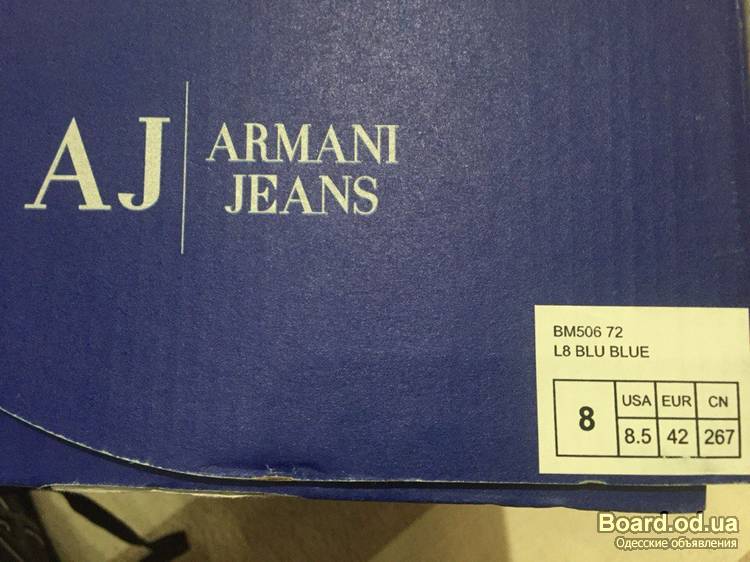 AJ
ARMANI
JEANS
BM506 72
L8 BLU BLUE
8 USA EUR CN
8.5 42 267
Board.od.ua
Одесские объявления